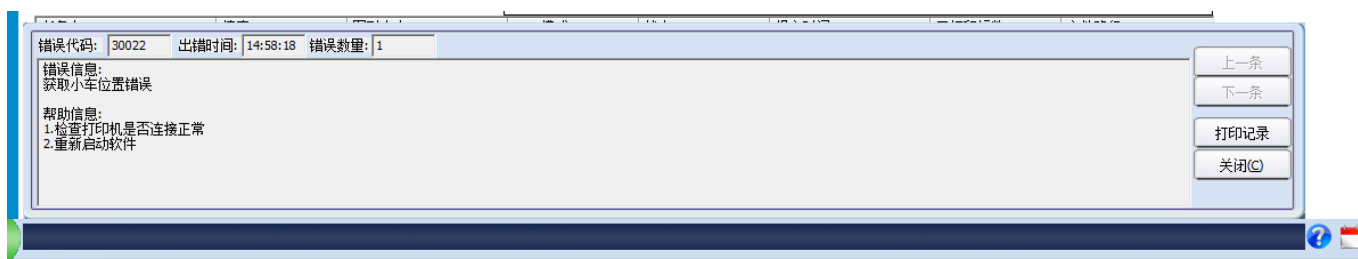 错误代码: 30022 出错时间: 14:58:18 错误数量: 1
错误信息:
获取小车位置错误
帮助信息:
1.检查打印机是否连接正常
2.重新启动软件
上一条
下一条
打印记录
关闭(C)